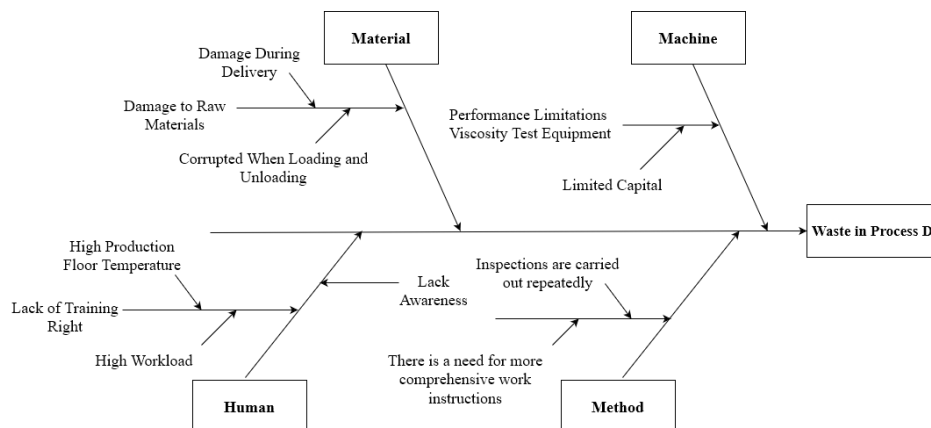 Material
Machine
Damage During
Delivery
Damage to Raw
Materials
Corrupted When Loading and
Unloading
Performance Limitations
Viscosity Test Equipment
Limited Capital
Waste in Process D
High Production
Floor Temperature
Lack of Training
Right
High Workload
Lack
Awareness
Inspections are carried
out repeatedly
There is a need for more
comprehensive work
instructions
Human
Method